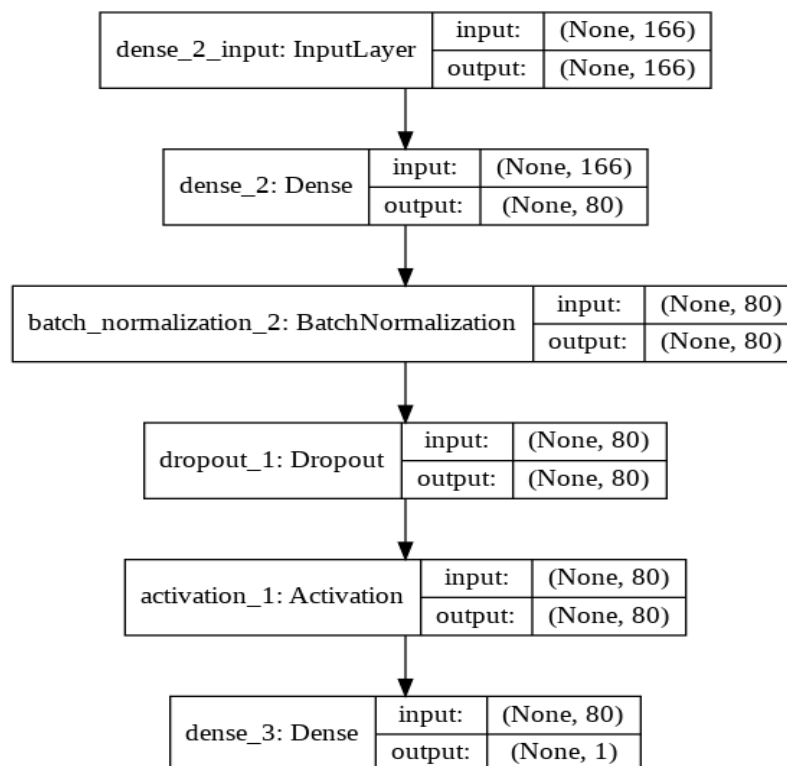 dense_2_input: InputLayer
input: (None, 166)
output: (None, 166)
dense_2: Dense
input: (None, 166)
output: (None, 80)
batch_normalization_2: BatchNormalization
input: (None, 80)
output: (None, 80)
dropout_1: Dropout
input: (None, 80)
output: (None, 80)
activation_1: Activation
input: (None, 80)
output: (None, 80)
dense_3: Dense
input: (None, 80)
output: (None, 1)